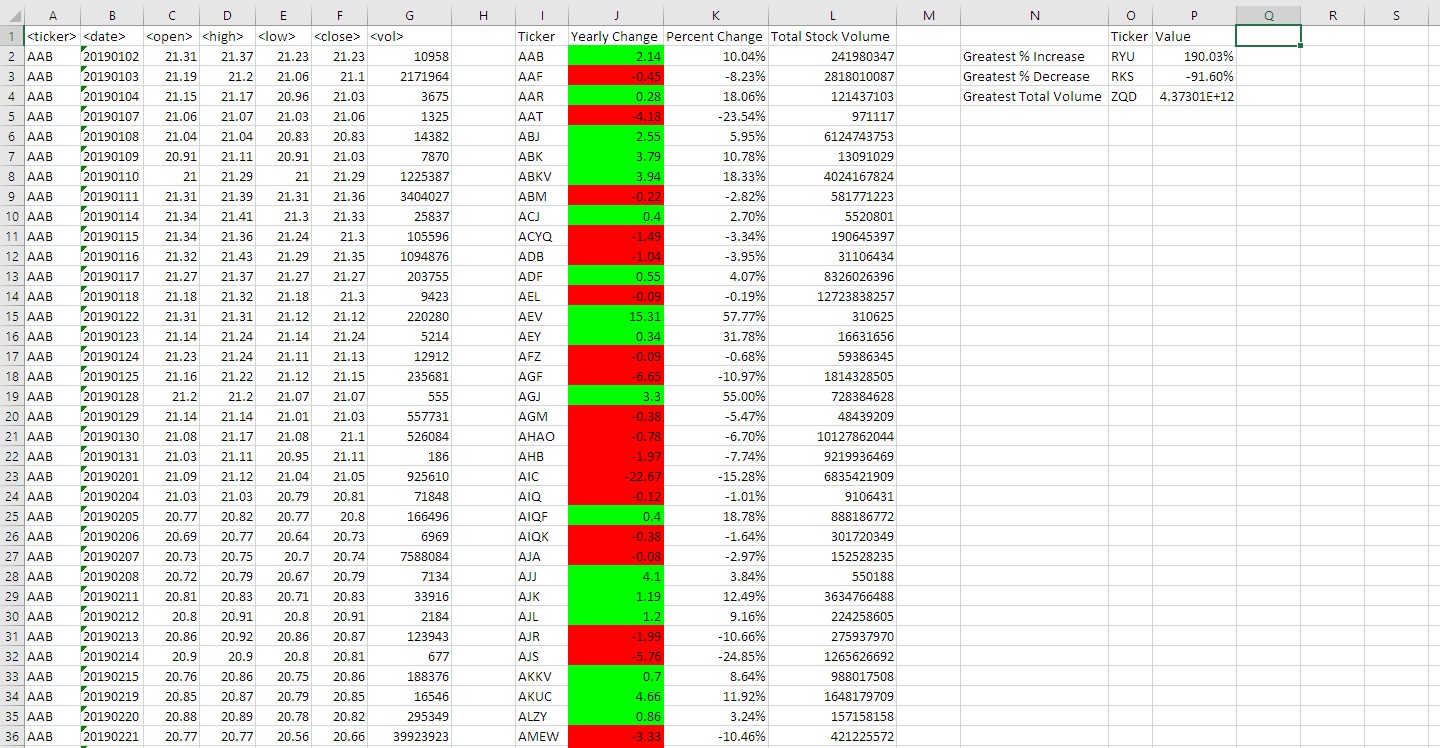 A B C D E F G H I J K L M N O P Q R S
1 <ticker> <date> <open> <high> <low> <close> <vol> Ticker Yearly Change Percent Change Total Stock Volume Ticker Value
2 AAB 20190102 21.31 21.37 21.23 21.23 10958 AAB 2.14 10.04% 241980347 Greatest % Increase RYU 190.03%
3 AAB 20190103 21.19 21.2 21.06 21.1 2171964 AAF -0.45 -8.23% 2818010087 Greatest % Decrease RKS -91.60%
4 AAB 20190104 21.15 21.17 20.96 21.03 3675 AAR 0.28 18.06% 121437103 Greatest Total Volume ZQD 4.37301E+12
5 AAB 20190107 21.06 21.07 21.03 21.06 1325 AAT -4.18 -23.54% 971117
6 AAB 20190108 21.04 21.04 20.83 20.83 14382 ABJ 2.55 5.95% 6124743753
7 AAB 20190109 20.91 21.11 20.91 21.03 7870 ABK 3.79 10.78% 13091029
8 AAB 20190110 21 21.29 21 21.29 1225387 ABKV 3.94 18.33% 4024167824
9 AAB 20190111 21.31 21.39 21.31 21.36 3404027 ABM -0.22 -2.82% 581771223
10 AAB 20190114 21.34 21.41 21.3 21.33 25837 ACJ 0.4 2.70% 5520801
11 AAB 20190115 21.34 21.36 21.24 21.3 105596 ACYQ -1.49 -3.34% 190645397
12 AAB 20190116 21.32 21.43 21.29 21.35 1094876 ADB -1.04 -3.95% 31106434
13 AAB 20190117 21.27 21.37 21.27 21.27 203755 ADF 0.55 4.07% 8326026396
14 AAB 20190118 21.18 21.32 21.18 21.3 9423 AEL -0.09 -0.19% 12723838257
15 AAB 20190122 21.31 21.31 21.12 21.12 220280 AEV 15.31 57.77% 310625
16 AAB 20190123 21.14 21.24 21.14 21.24 5214 AEY 0.34 31.78% 16631656
17 AAB 20190124 21.23 21.24 21.11 21.13 12912 AFZ -0.09 -0.68% 59386345
18 AAB 20190125 21.16 21.22 21.12 21.15 235681 AGF -6.65 -10.97% 1814328505
19 AAB 20190128 21.2 21.2 21.07 21.07 555 AGJ 3.3 55.00% 728384628
20 AAB 20190129 21.14 21.14 21.01 21.03 557731 AGM -0.38 -5.47% 48439209
21 AAB 20190130 21.08 21.17 21.08 21.1 526084 AHAO -0.78 -6.70% 10127862044
22 AAB 20190131 21.03 21.11 20.95 21.11 186 AHB -1.97 -7.74% 9219936469
23 AAB 20190201 21.09 21.12 21.04 21.05 925610 AIC -22.67 -15.28% 6835421909
24 AAB 20190204 21.03 21.03 20.79 20.81 71848 AIQ -0.12 -1.01% 9106431
25 AAB 20190205 20.77 20.82 20.77 20.8 166496 AIQF 0.4 18.78% 888186772
26 AAB 20190206 20.69 20.77 20.64 20.73 6969 AIQK -0.38 -1.64% 301720349
27 AAB 20190207 20.73 20.75 20.7 20.74 7588084 AJA -0.08 -2.97% 152528235
28 AAB 20190208 20.72 20.79 20.67 20.79 7134 AJJ 4.1 3.84% 550188
29 AAB 20190211 20.81 20.83 20.71 20.83 33916 AJK 1.19 12.49% 3634766488
30 AAB 20190212 20.8 20.91 20.8 20.91 2184 AJL 1.2 9.16% 224258605
31 AAB 20190213 20.86 20.92 20.86 20.87 123943 AJR -1.99 -10.66% 275937970
32 AAB 20190214 20.9 20.9 20.8 20.81 677 AJS -5.76 -24.85% 1265626692
33 AAB 20190215 20.76 20.86 20.75 20.86 188376 AKKV 0.7 8.64% 988017508
34 AAB 20190219 20.85 20.87 20.79 20.85 16546 AKUC 4.66 11.92% 1648179709
35 AAB 20190220 20.88 20.89 20.78 20.82 295349 ALZY 0.86 3.24% 157158158
36 AAB 20190221 20.77 20.77 20.56 20.66 39923923 AMEW -3.33 -10.46% 421225572